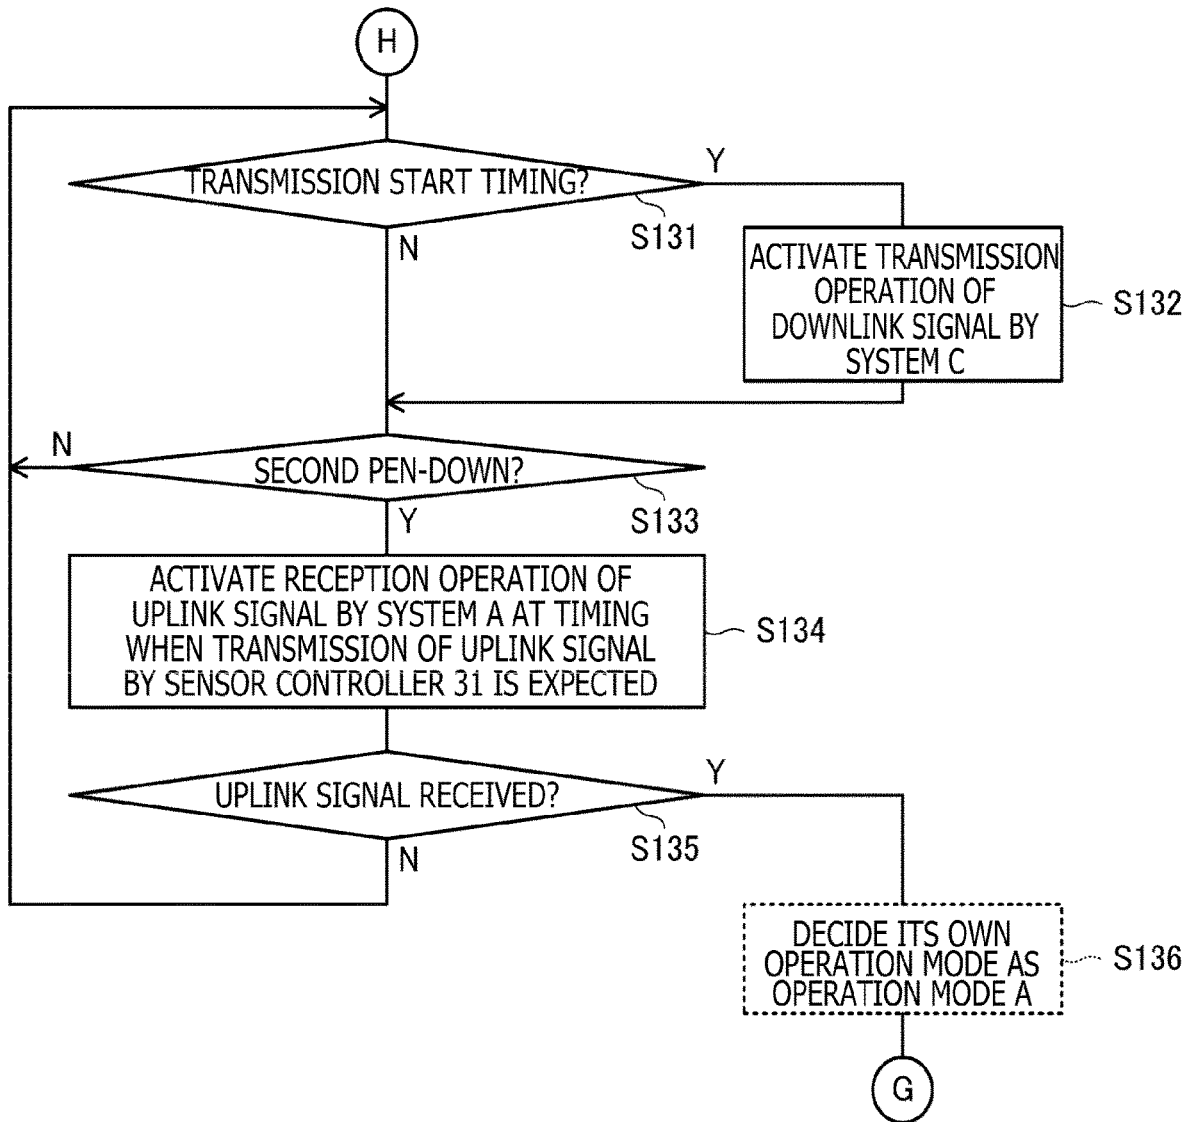 H
TRANSMISSION START TIMING?
Y
S131
N
ACTIVATE TRANSMISSION
OPERATION OF
DOWNLINK SIGNAL BY
SYSTEM C
S132
N
SECOND PEN-DOWN?
S133
Y
ACTIVATE RECEPTION OPERATION OF
UPLINK SIGNAL BY SYSTEM A AT TIMING
WHEN TRANSMISSION OF UPLINK SIGNAL
BY SENSOR CONTROLLER 31 IS EXPECTED
S134
UPLINK SIGNAL RECEIVED?
Y
S135
N
DECIDE ITS OWN
OPERATION MODE AS
OPERATION MODE A
S136
G